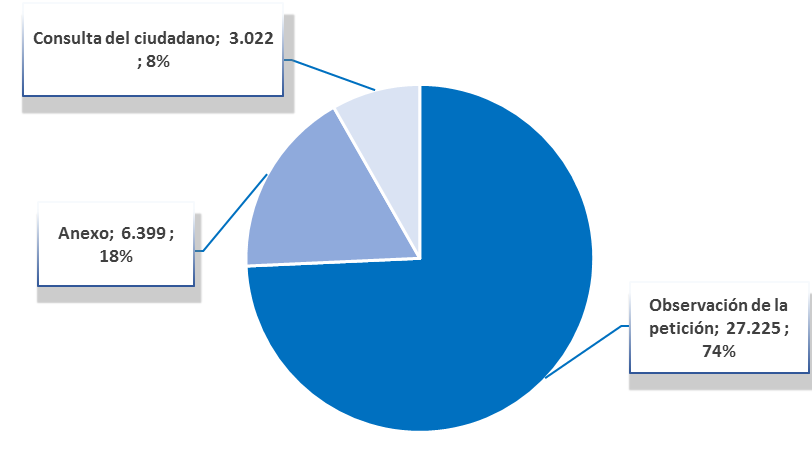 Consulta del ciudadano; 3.022
; 8%
Anexo; 6.399 ;
18%
Observación de la
petición; 27.225 ;
74%